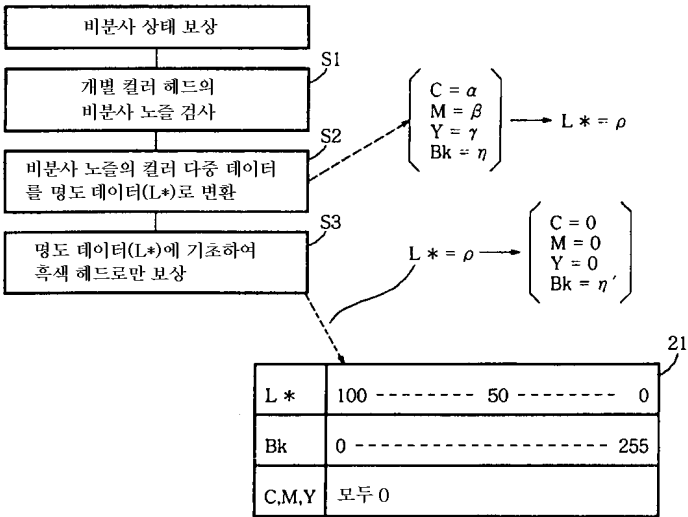 비분사 상태 보상
S1
개별 컬러 헤드의
비분사 노즐 검사
S2
비분사 노즐의 컬러 다중 데이터
를 명도 데이터(L*)로 변환
S3
명도 데이터(L*)에 기초하여
흑색 헤드로만 보상
C = α
M = β
Y = γ
Bk = η
L * = ρ
L * = ρ
C = 0
M = 0
Y = 0
Bk = η′
21
L * 100 -------- 50 -------- 0
Bk 0 -------------------- 255
C,M,Y 모두 0